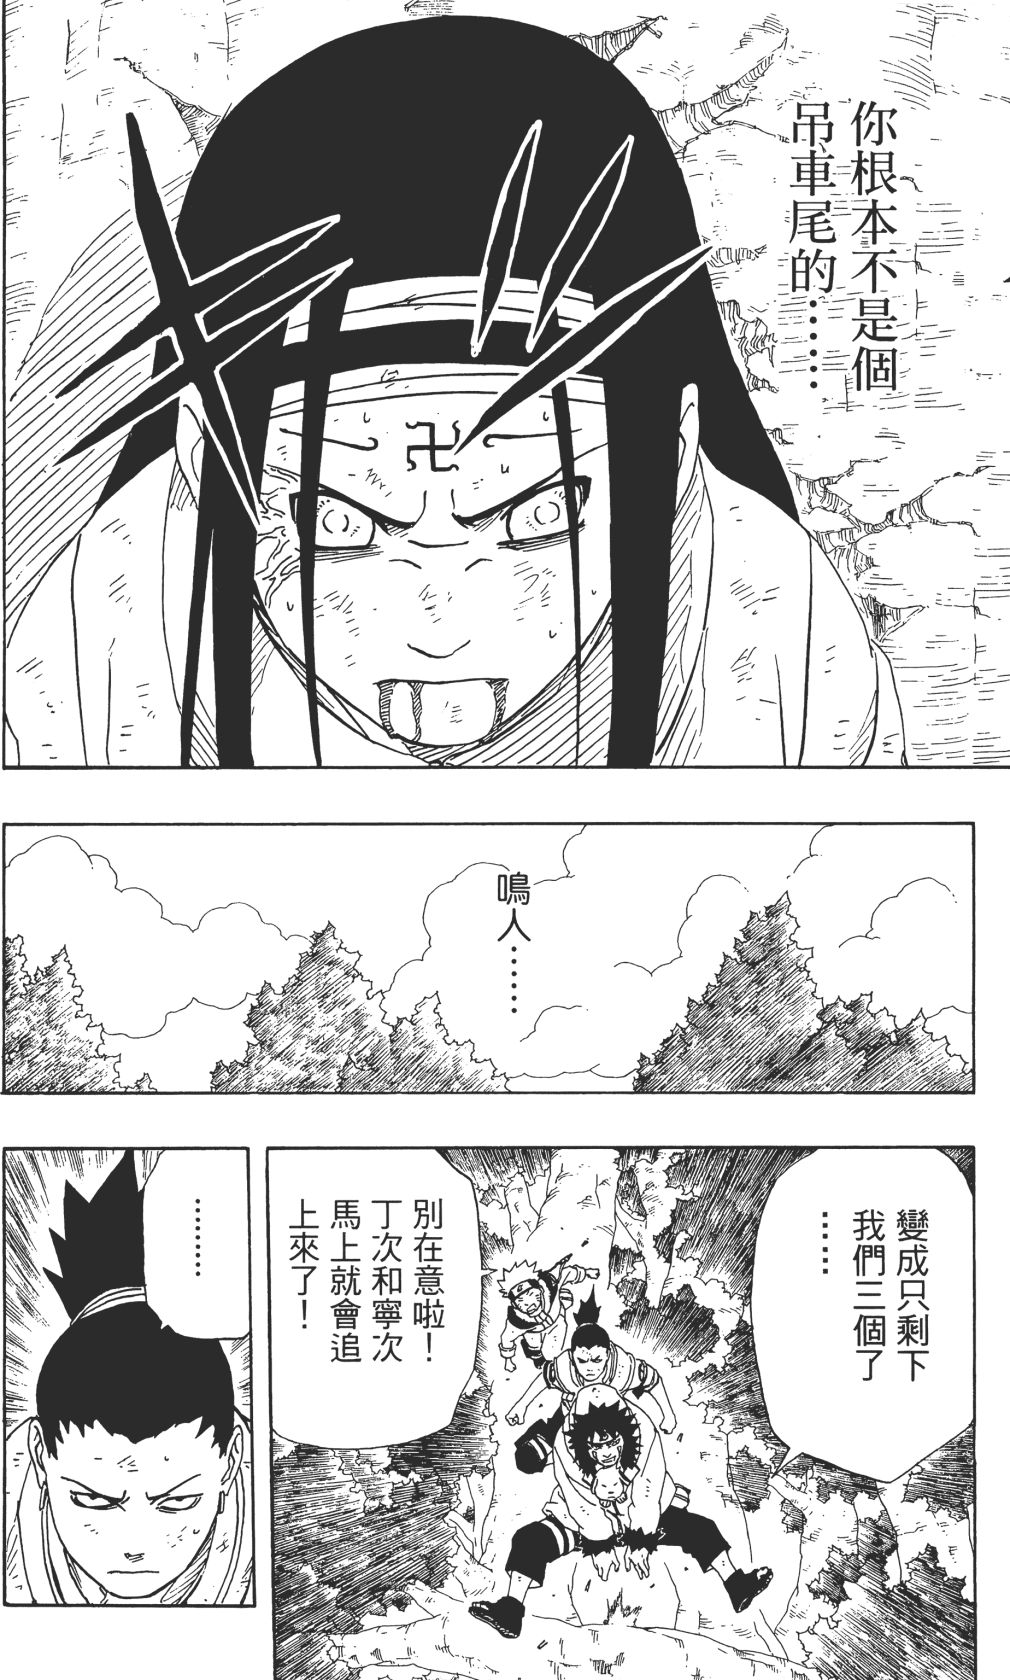 你根本不是個
吊車尾的……
鳴人……
變成只剩下
我們三個了
……
別在意啦！
丁次和寧次
馬上就會追
上來了！
………